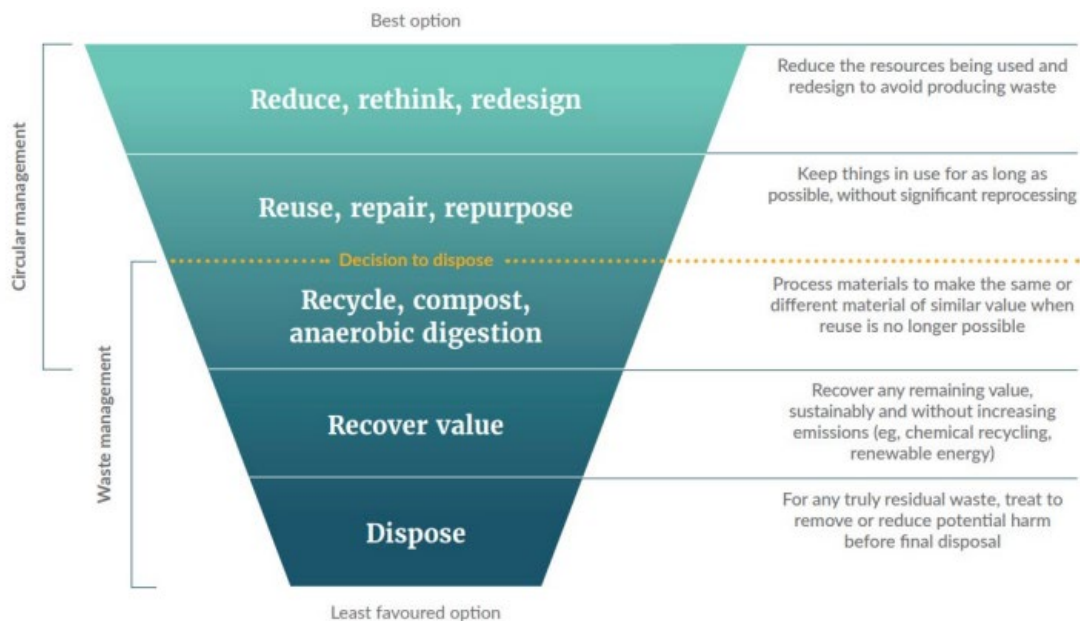 Best option
Circular management
Waste management
Reduce, rethink, redesign
Reduce the resources being used and
redesign to avoid producing waste
Reuse, repair, repurpose
Keep things in use for as long as
possible, without significant reprocessing
Decision to dispose
Recycle, compost,
anaerobic digestion
Process materials to make the same or
different material of similar value when
reuse is no longer possible
Recover value
Recover any remaining value,
sustainably and without increasing
emissions (eg, chemical recycling,
renewable energy)
Dispose
For any truly residual waste, treat to
remove or reduce potential harm
before final disposal
Least favoured option